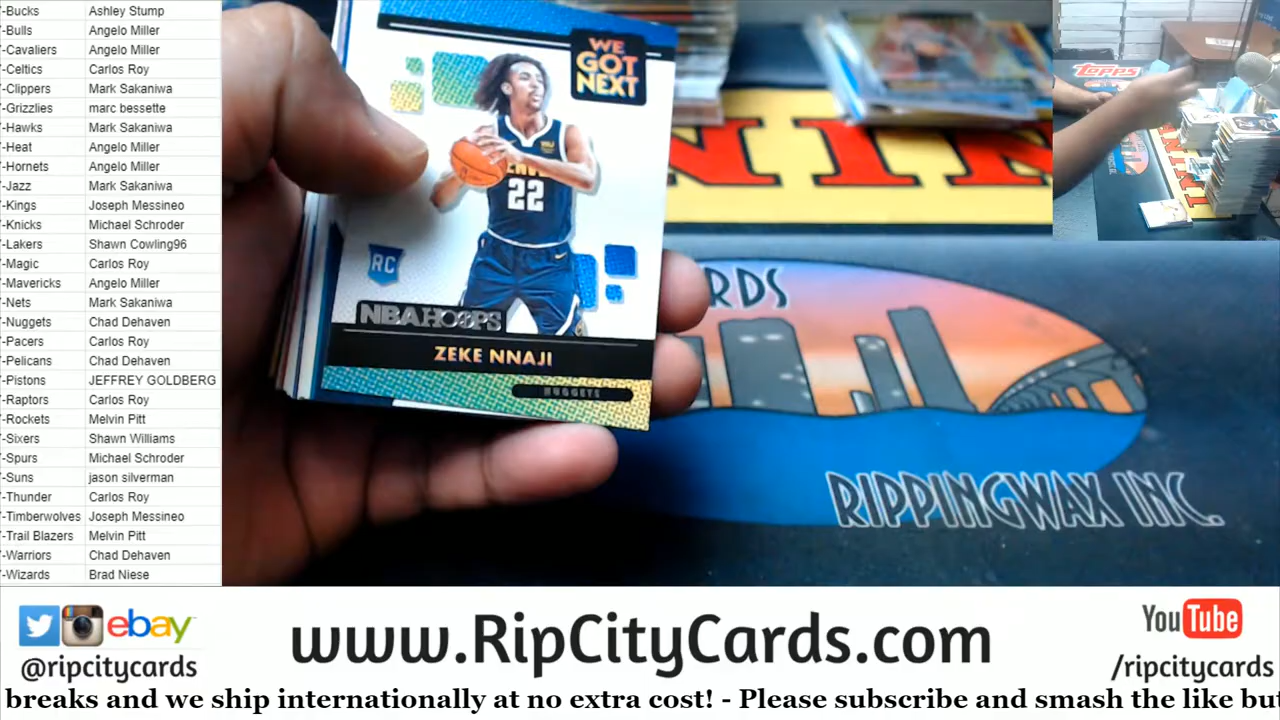 -Bucks Ashley Stump
-Bulls Angelo Miller
-Cavaliers Angelo Miller
-Celtics Carlos Roy
-Clippers Mark Sakaniwa
-Grizzlies marc bessette
-Hawks Mark Sakaniwa
-Heat Angelo Miller
-Hornets Angelo Miller
-Jazz Mark Sakaniwa
-Kings Joseph Messineo
-Knicks Michael Schroder
-Lakers Shawn Cowling96
-Magic Carlos Roy
-Mavericks Angelo Miller
-Nets Mark Sakaniwa
-Nuggets Chad Dehaven
-Pacers Carlos Roy
-Pelicans Chad Dehaven
-Pistons JEFFREY GOLDBERG
-Raptors Carlos Roy
-Rockets Melvin Pitt
-Sixers Shawn Williams
-Spurs Michael Schroder
-Suns jason silverman
-Thunder Carlos Roy
-Timberwolves Joseph Messineo
-Trail Blazers Melvin Pitt
-Warriors Chad Dehaven
-Wizards Brad Niese
WE
GOT
NEXT
22
RC
NBA HOOPS
ZEKE NNAJI
NUGGETS
Topps
RDS
RIPPINGWAX INC.
ebay
@ripcitycards
www.RipCityCards.com
YouTube
/ripcitycards
breaks and we ship internationally at no extra cost! - Please subscribe and smash the like but